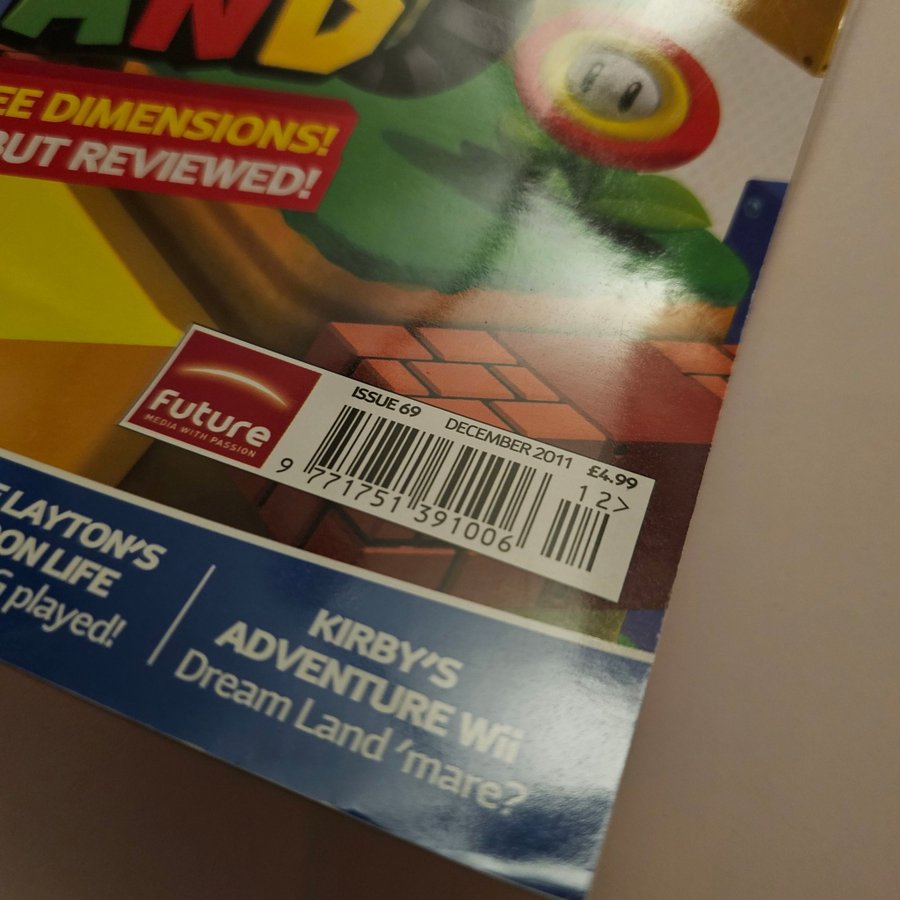 AND
EE DIMENSIONS!
BUT REVIEWED!
Future
MEDIA WITH PASSION
ISSUE 69 DECEMBER 2011 £4.99
12>
9 771751 391006
LAYTON'S
ON LIFE
played!
KIRBY'S
ADVENTURE Wii
Dream Land 'mare?